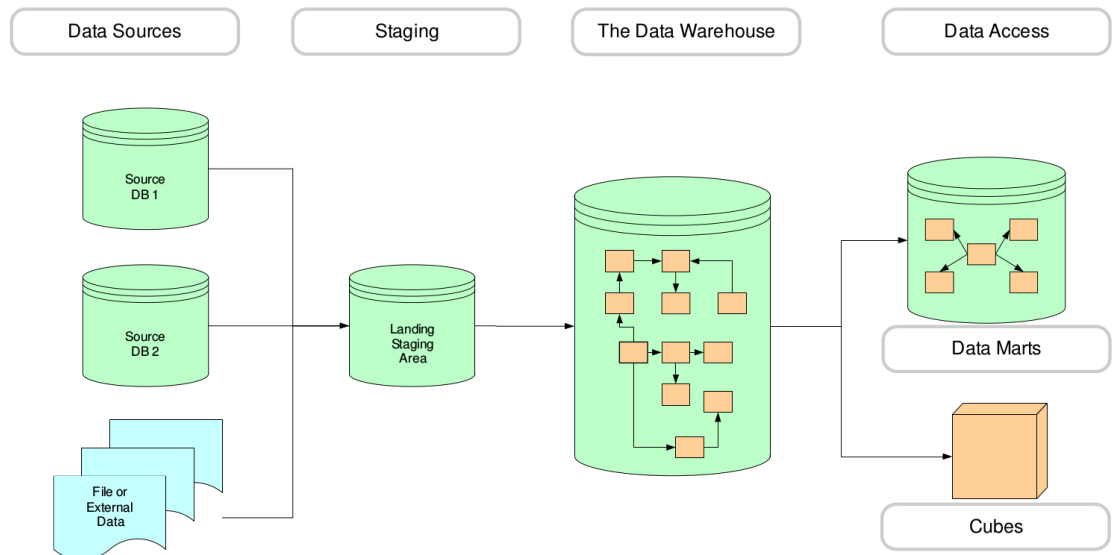 Data Sources
Staging
The Data Warehouse
Data Access
Source
DB 1
Source
DB 2
File or
External
Data
Landing
Staging
Area
Data Marts
Cubes